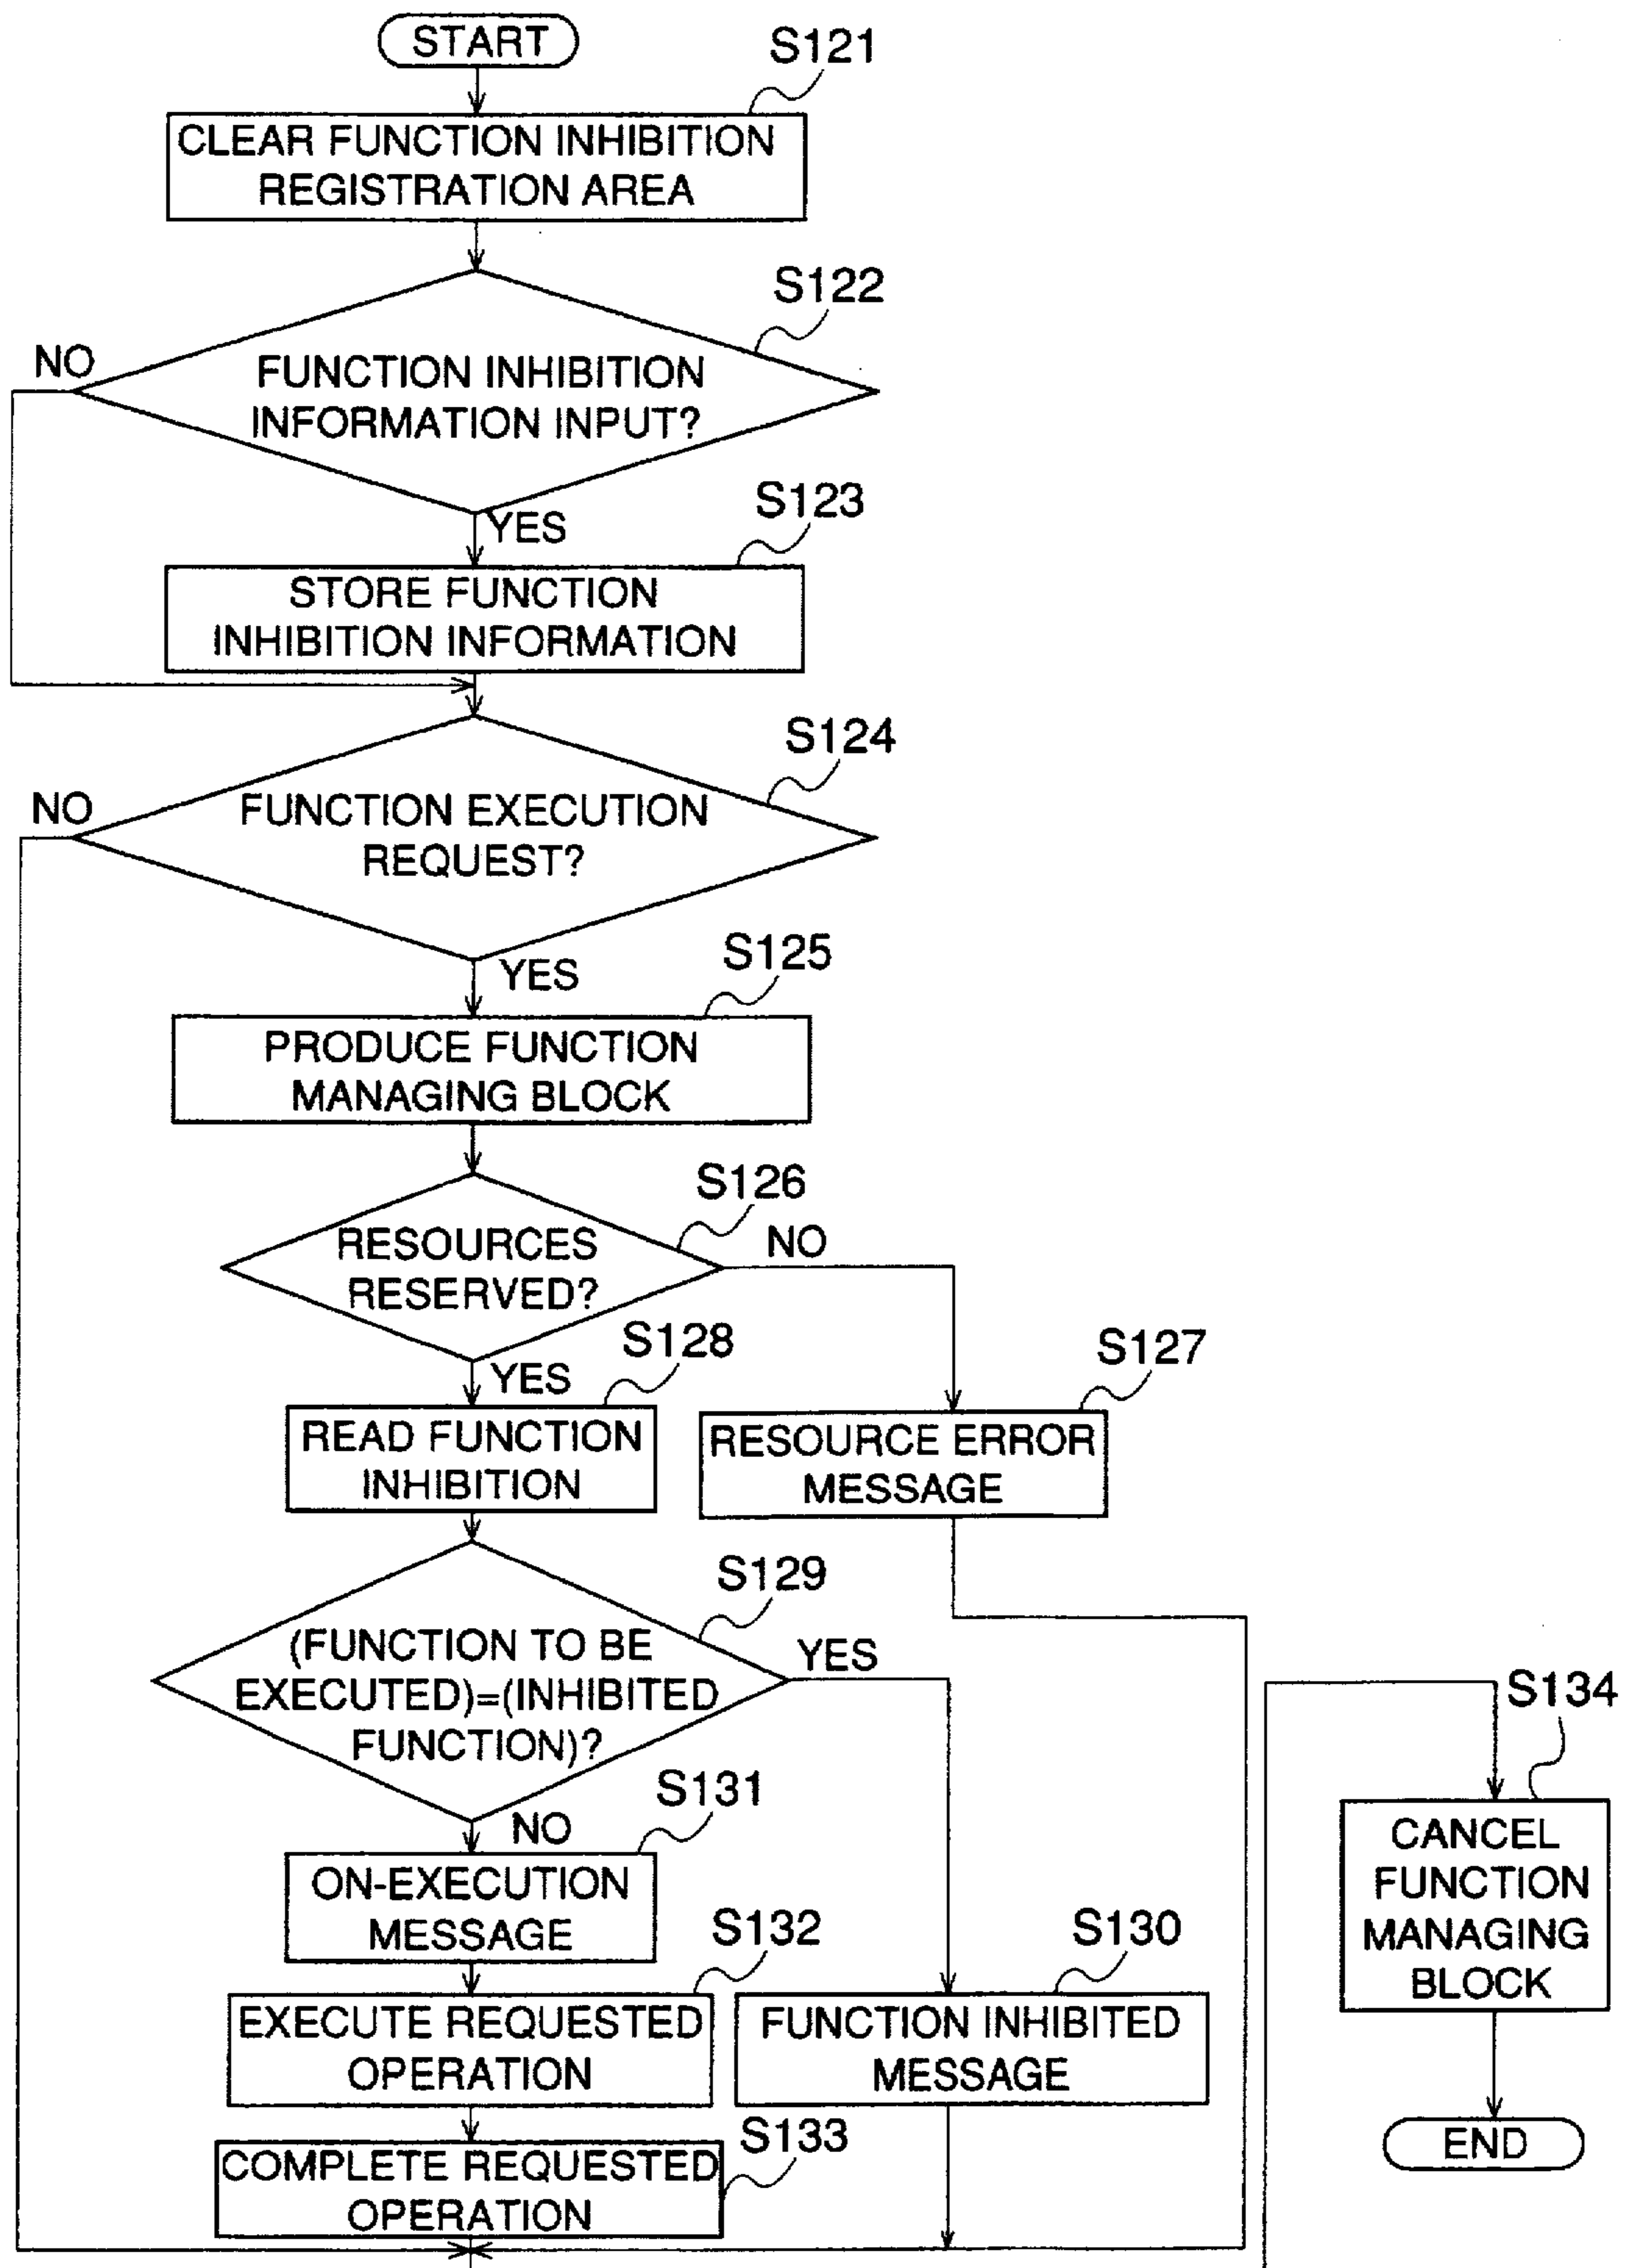 START
S121
CLEAR FUNCTION INHIBITION
REGISTRATION AREA
S122
NO
FUNCTION INHIBITION
INFORMATION INPUT?
YES
S123
STORE FUNCTION
INHIBITION INFORMATION
S124
NO
FUNCTION EXECUTION
REQUEST?
YES
S125
PRODUCE FUNCTION
MANAGING BLOCK
S126
RESOURCES
RESERVED?
NO
YES
S128
READ FUNCTION
INHIBITION
S127
RESOURCE ERROR
MESSAGE
S129
(FUNCTION TO BE
EXECUTED)=(INHIBITED
FUNCTION)?
YES
NO
S131
ON-EXECUTION
MESSAGE
S132
EXECUTE REQUESTED
OPERATION
S130
FUNCTION INHIBITED
MESSAGE
S133
COMPLETE REQUESTED
OPERATION
S134
CANCEL
FUNCTION
MANAGING
BLOCK
END